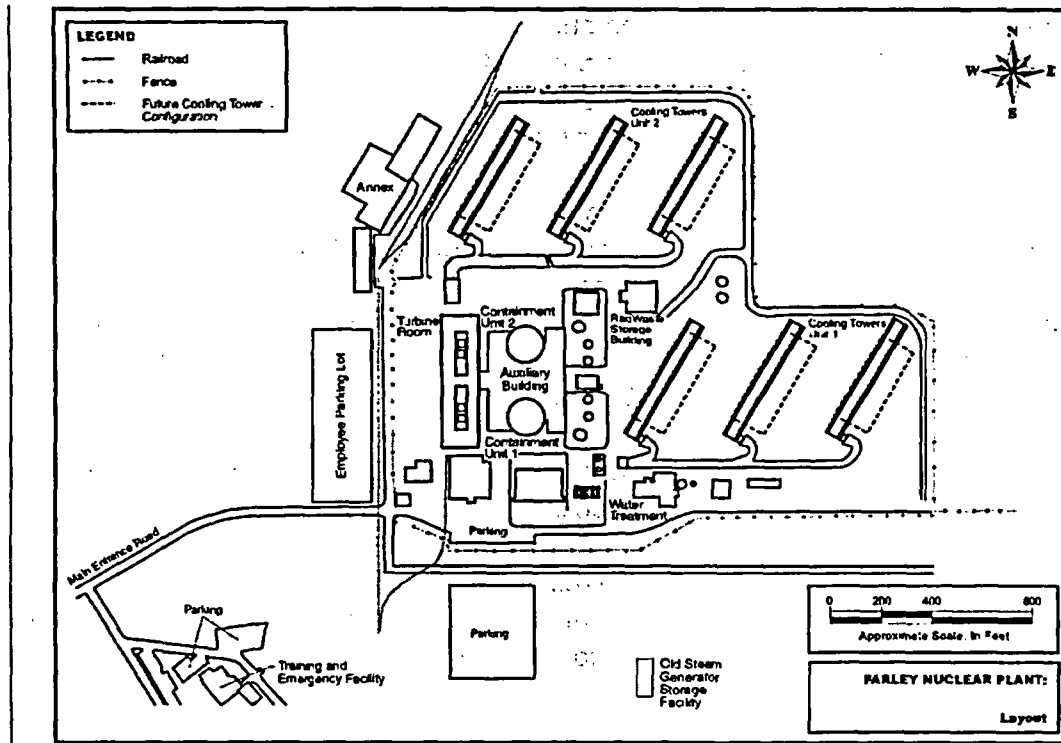 LEGEND
Railroad
Fence
Future Cooling Tower
Configuration
N
W
E
S
Cooling Towers
Unit 2
Annex
Turbine
Room
Containment
Unit 2
RadWaste
Storage
Building
Cooling Towers
Unit 1
Auxiliary
Building
Employee Parking Lot
Containment
Unit 1
Water
Treatment
Parking
Main Entrance Road
Parking
Parking
Training and
Emergency Facility
Old Steam
Generator
Storage
Facility
0 200 400 800
Approximate Scale, In Feet
FARLEY NUCLEAR PLANT:
Layout